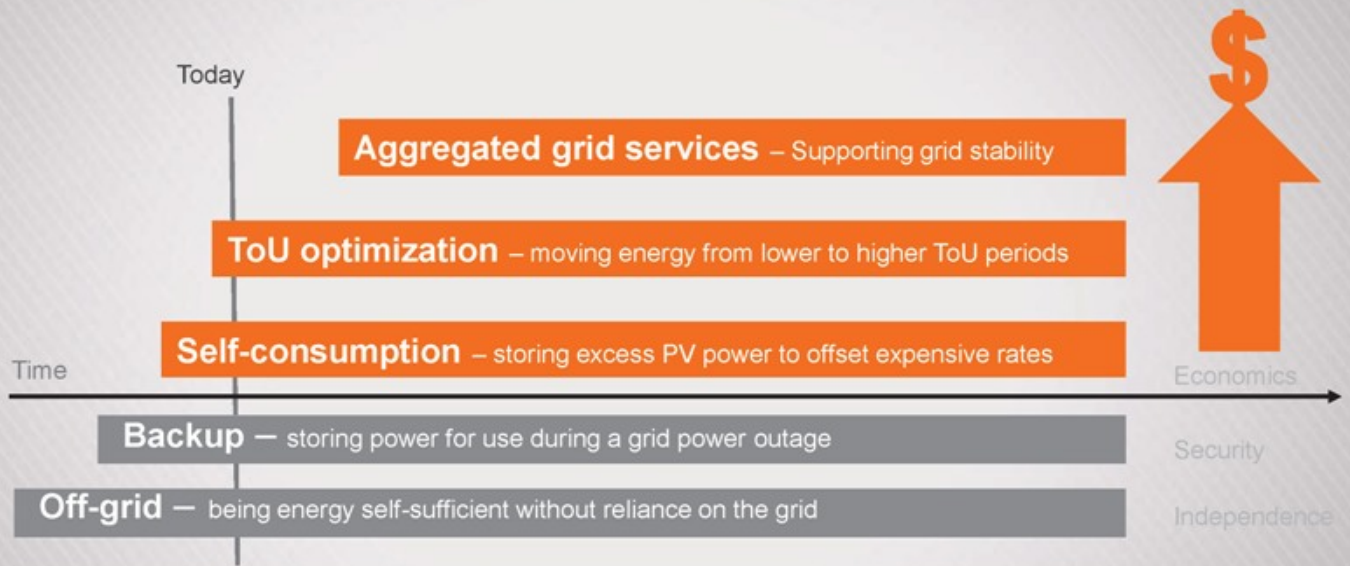 $
Today
Aggregated grid services – Supporting grid stability
ToU optimization – moving energy from lower to higher ToU periods
Self-consumption – storing excess PV power to offset expensive rates
Time
Economics
Backup – storing power for use during a grid power outage
Security
Off-grid – being energy self-sufficient without reliance on the grid
Independence